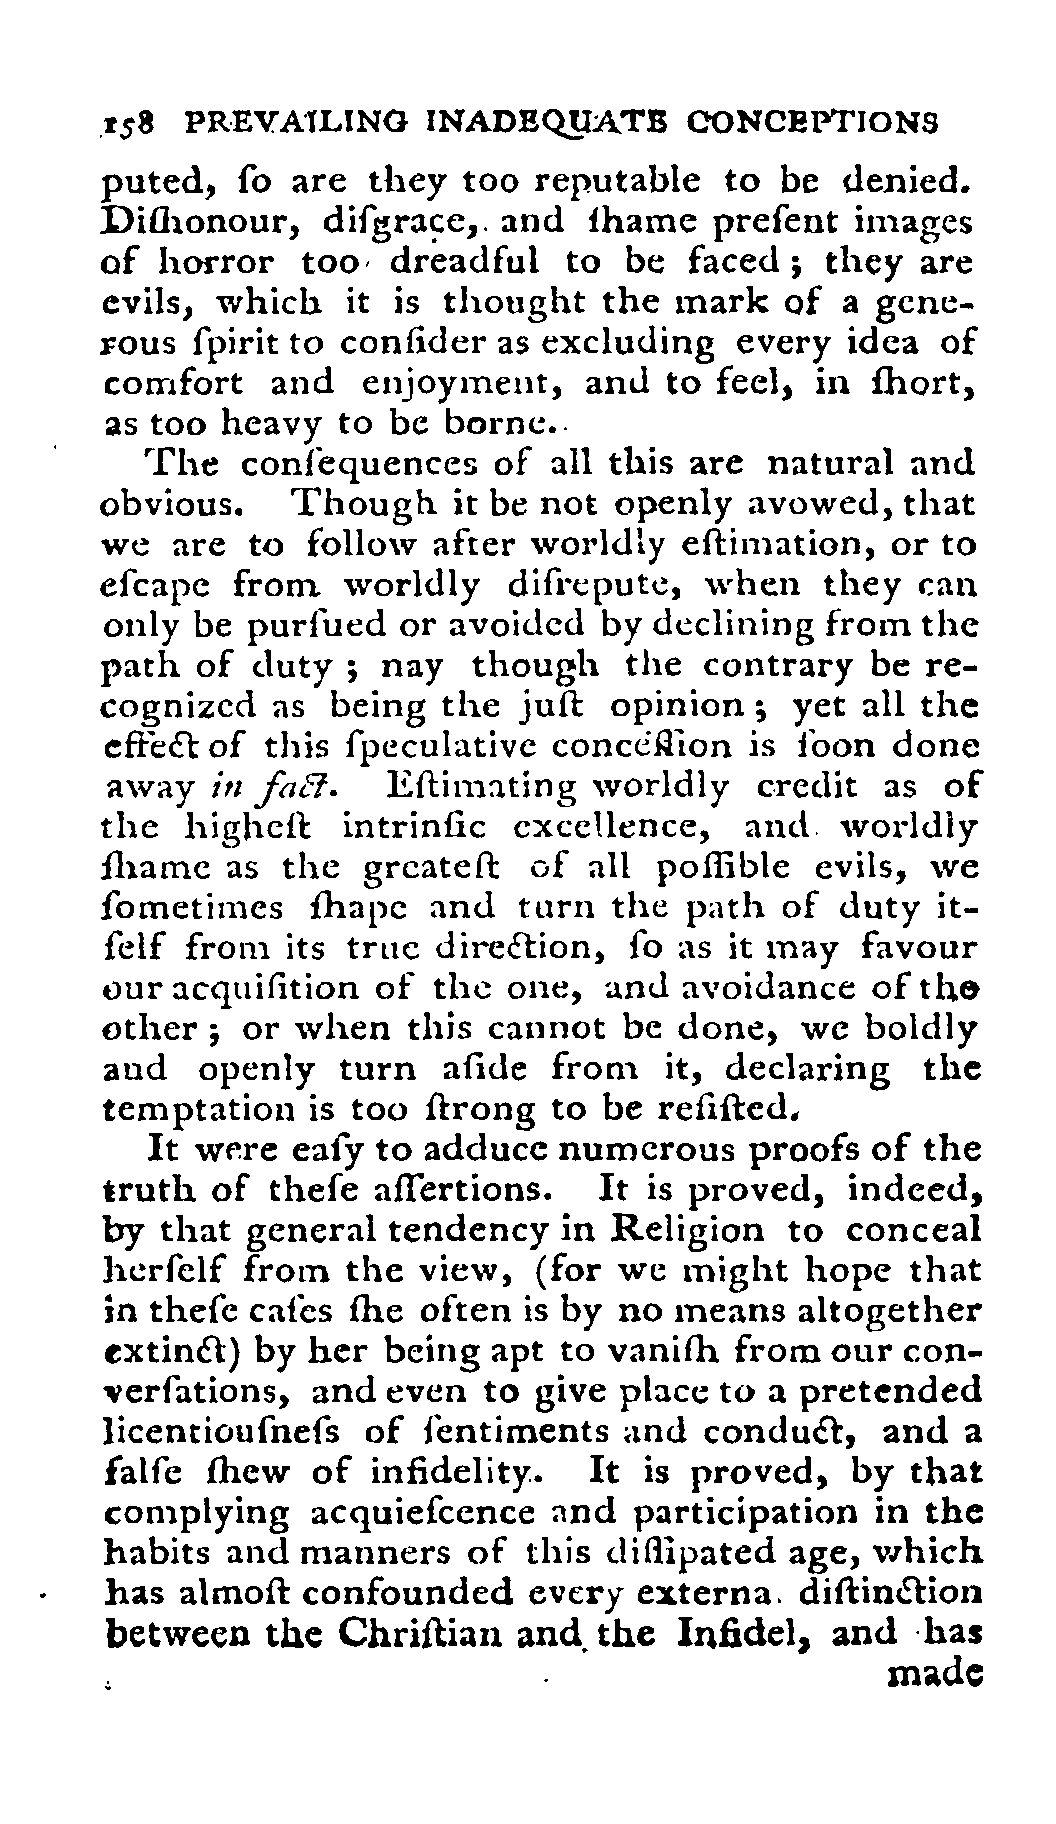 158 PREVAILING INADEQUATE CONCEPTIONS
puted, ſo are they too reputable to be denied.
Diſhonour, diſgrace, and ſhame preſent images
of horror too dreadful to be faced; they are
evils, which it is thought the mark of a gene-
rous ſpirit to conſider as excluding every idea of
comfort and enjoyment, and to feel, in ſhort,
as too heavy to be borne.
The conſequences of all this are natural and
obvious. Though it be not openly avowed, that
we are to follow after worldly eſtimation, or to
eſcape from worldly diſrepute, when they can
only be purſued or avoided by declining from the
path of duty; nay though the contrary be re-
cognized as being the juſt opinion; yet all the
effect of this ſpeculative conceſſion is ſoon done
away in fact. Eſtimating worldly credit as of
the higheſt intrinſic excellence, and worldly
ſhame as the greateſt of all poſſible evils, we
ſometimes ſhape and turn the path of duty it-
ſelf from its true direction, ſo as it may favour
our acquiſition of the one, and avoidance of the
other; or when this cannot be done, we boldly
and openly turn aſide from it, declaring the
temptation is too ſtrong to be reſiſted.
It were eaſy to adduce numerous proofs of the
truth of theſe aſſertions. It is proved, indeed,
by that general tendency in Religion to conceal
herſelf from the view, (for we might hope that
in theſe caſes ſhe often is by no means altogether
extinct) by her being apt to vaniſh from our con-
verſations, and even to give place to a pretended
licentiouſneſs of ſentiments and conduct, and a
falſe ſhew of infidelity. It is proved, by that
complying acquieſcence and participation in the
habits and manners of this diſſipated age, which
has almoſt confounded every externa. diſtinction
between the Chriſtian and the Infidel, and has
made